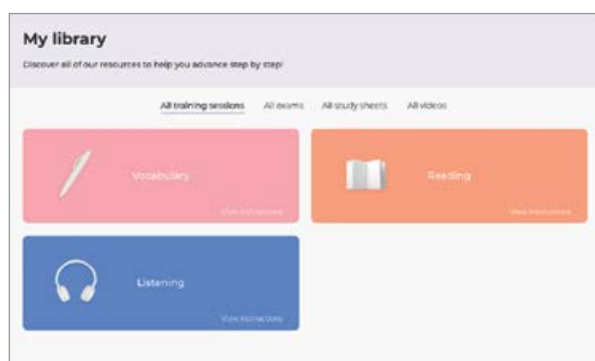 My library
Discover all of our resources to help you advance step by step!
All training sessions All exams All study sheets All videos
Vocabulary
View instructions
Reading
View instructions
Listening
View instructions